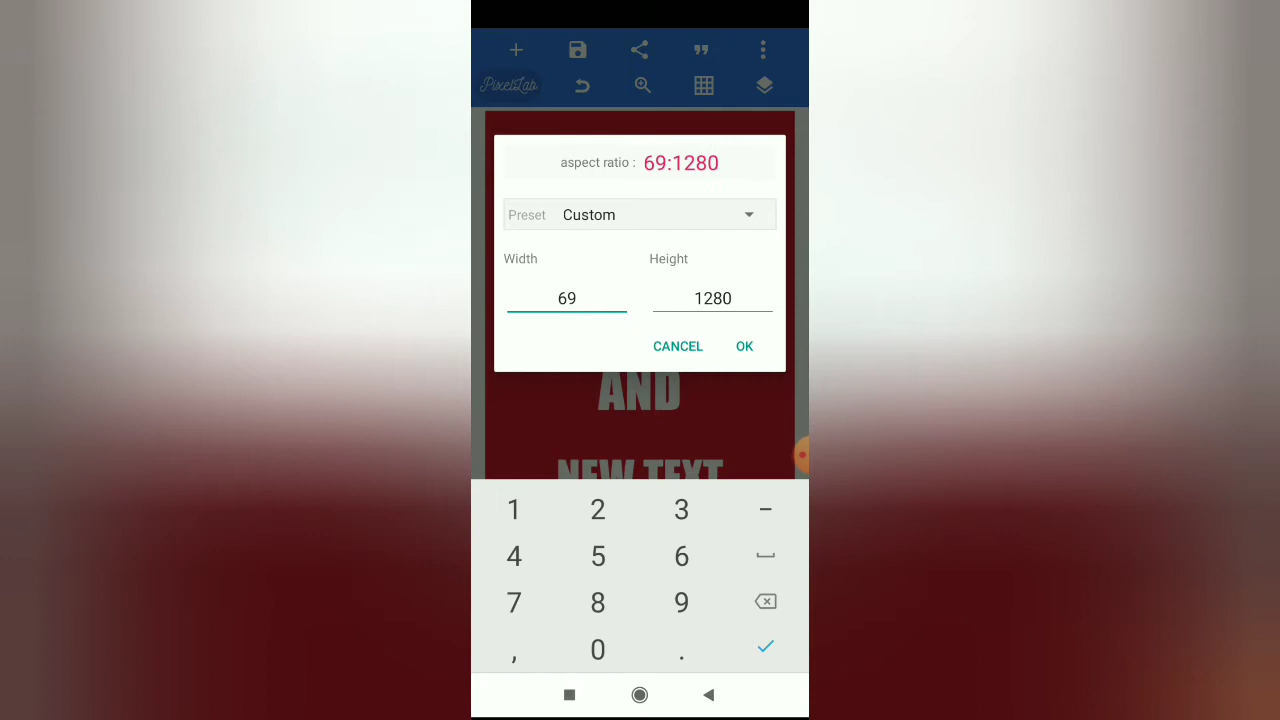 PixelLab
aspect ratio : 69:1280
Preset Custom
Width Height
69 1280
CANCEL OK
AND
NEW TEXT
1 2 3 -
4 5 6
7 8 9
, 0 .